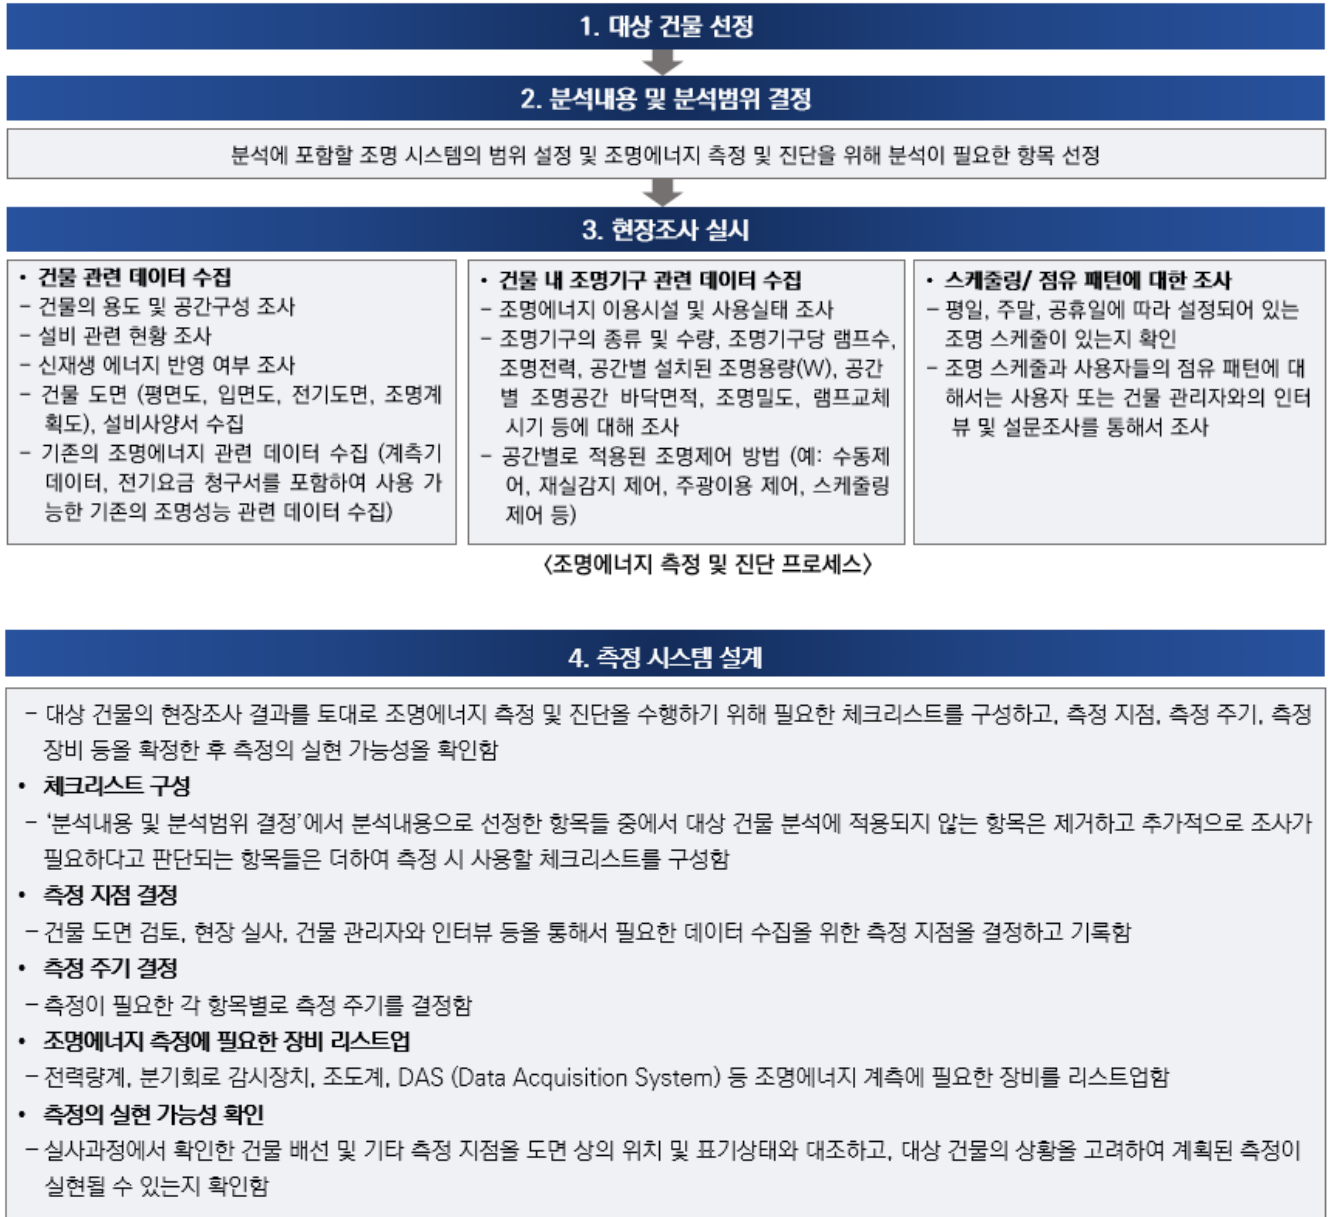 1. 대상 건물 선정
2. 분석내용 및 분석범위 결정
분석에 포함할 조명 시스템의 범위 설정 및 조명에너지 측정 및 진단을 위해 분석이 필요한 항목 선정
3. 현장조사 실시
• 건물 관련 데이터 수집
– 건물의 용도 및 공간구성 조사
– 설비 관련 현황 조사
– 신재생 에너지 반영 여부 조사
– 건물 도면 (평면도, 입면도, 전기도면, 조명계
획도), 설비사양서 수집
– 기존의 조명에너지 관련 데이터 수집 (계측기
데이터, 전기요금 청구서를 포함하여 사용 가
능한 기존의 조명성능 관련 데이터 수집)
• 건물 내 조명기구 관련 데이터 수집
– 조명에너지 이용시설 및 사용실태 조사
– 조명기구의 종류 및 수량, 조명기구당 램프수,
조명전력, 공간별 설치된 조명용량(W), 공간
별 조명공간 바닥면적, 조명밀도, 램프교체
시기 등에 대해 조사
– 공간별로 적용된 조명제어 방법 (예: 수동제
어, 재실감지 제어, 주광이용 제어, 스케줄링
제어 등)
• 스케줄링/ 점유 패턴에 대한 조사
– 평일, 주말, 공휴일에 따라 설정되어 있는
조명 스케줄이 있는지 확인
– 조명 스케줄과 사용자들의 점유 패턴에 대
해서는 사용자 또는 건물 관리자와의 인터
뷰 및 설문조사를 통해서 조사
〈조명에너지 측정 및 진단 프로세스〉
4. 측정 시스템 설계
– 대상 건물의 현장조사 결과를 토대로 조명에너지 측정 및 진단을 수행하기 위해 필요한 체크리스트를 구성하고, 측정 지점, 측정 주기, 측정
장비 등을 확정한 후 측정의 실현 가능성을 확인함
• 체크리스트 구성
– ‘분석내용 및 분석범위 결정’에서 분석내용으로 선정한 항목들 중에서 대상 건물 분석에 적용되지 않는 항목은 제거하고 추가적으로 조사가
필요하다고 판단되는 항목들은 더하여 측정 시 사용할 체크리스트를 구성함
• 측정 지점 결정
– 건물 도면 검토, 현장 실사, 건물 관리자와 인터뷰 등을 통해서 필요한 데이터 수집을 위한 측정 지점을 결정하고 기록함
• 측정 주기 결정
– 측정이 필요한 각 항목별로 측정 주기를 결정함
• 조명에너지 측정에 필요한 장비 리스트업
– 전력량계, 분기회로 감시장치, 조도계, DAS (Data Acquisition System) 등 조명에너지 계측에 필요한 장비를 리스트업함
• 측정의 실현 가능성 확인
– 실사과정에서 확인한 건물 배선 및 기타 측정 지점을 도면 상의 위치 및 표기상태와 대조하고, 대상 건물의 상황을 고려하여 계획된 측정이
실현될 수 있는지 확인함